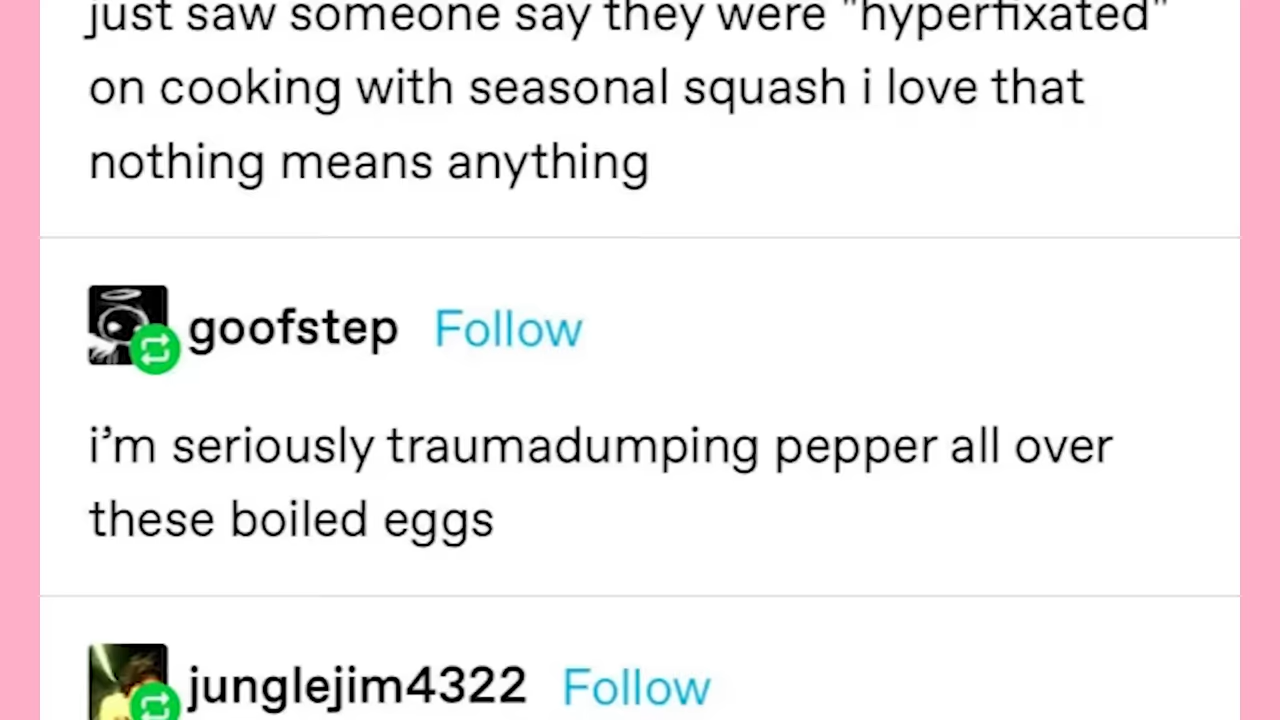 just saw someone say they were "hyperfixated"
on cooking with seasonal squash i love that
nothing means anything
goofstep Follow
i’m seriously traumadumping pepper all over
these boiled eggs
junglejim4322 Follow